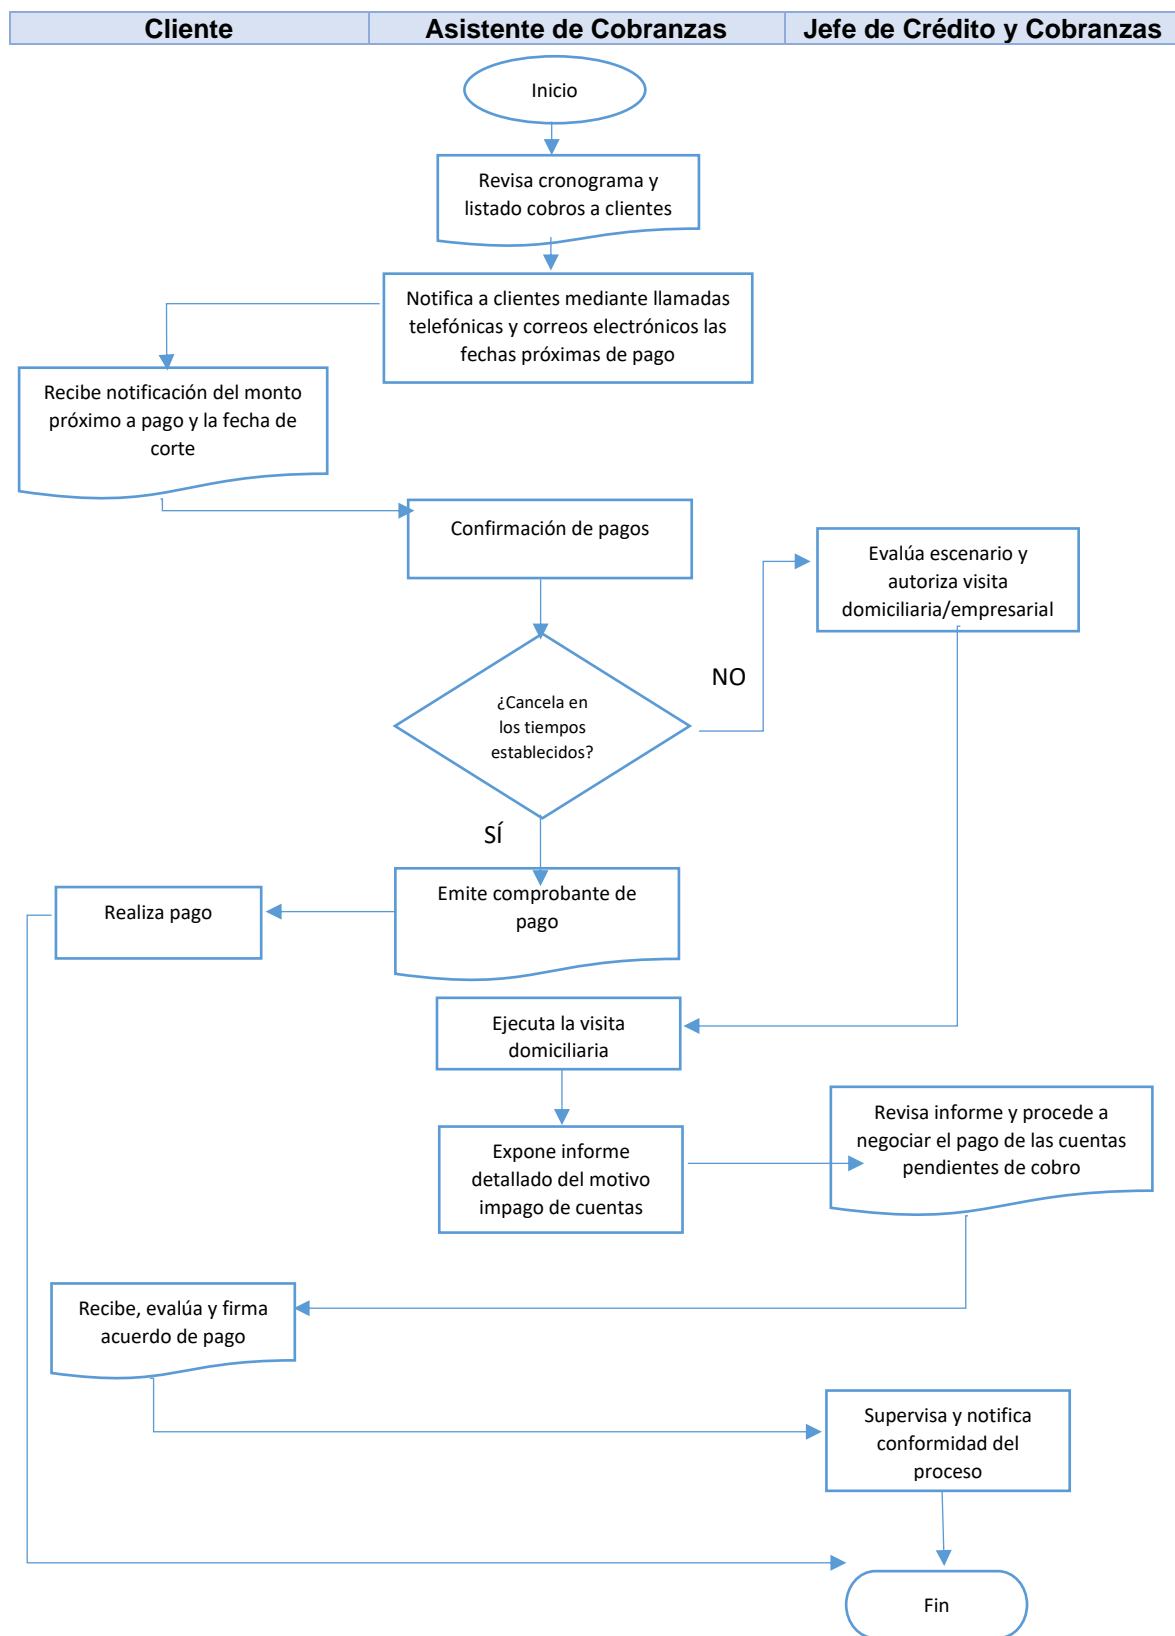 Cliente
Asistente de Cobranzas
Jefe de Crédito y Cobranzas
Inicio
Revisa cronograma y
listado cobros a clientes
Notifica a clientes mediante llamadas
telefónicas y correos electrónicos las
fechas próximas de pago
Recibe notificación del monto
próximo a pago y la fecha de
corte
Confirmación de pagos
Evalúa escenario y
autoriza visita
domiciliaria/empresarial
¿Cancela en
los tiempos
establecidos?
NO
SÍ
Emite comprobante de
pago
Realiza pago
Ejecuta la visita
domiciliaria
Expone informe
detallado del motivo
impago de cuentas
Revisa informe y procede a
negociar el pago de las cuentas
pendientes de cobro
Recibe, evalúa y firma
acuerdo de pago
Supervisa y notifica
conformidad del
proceso
Fin